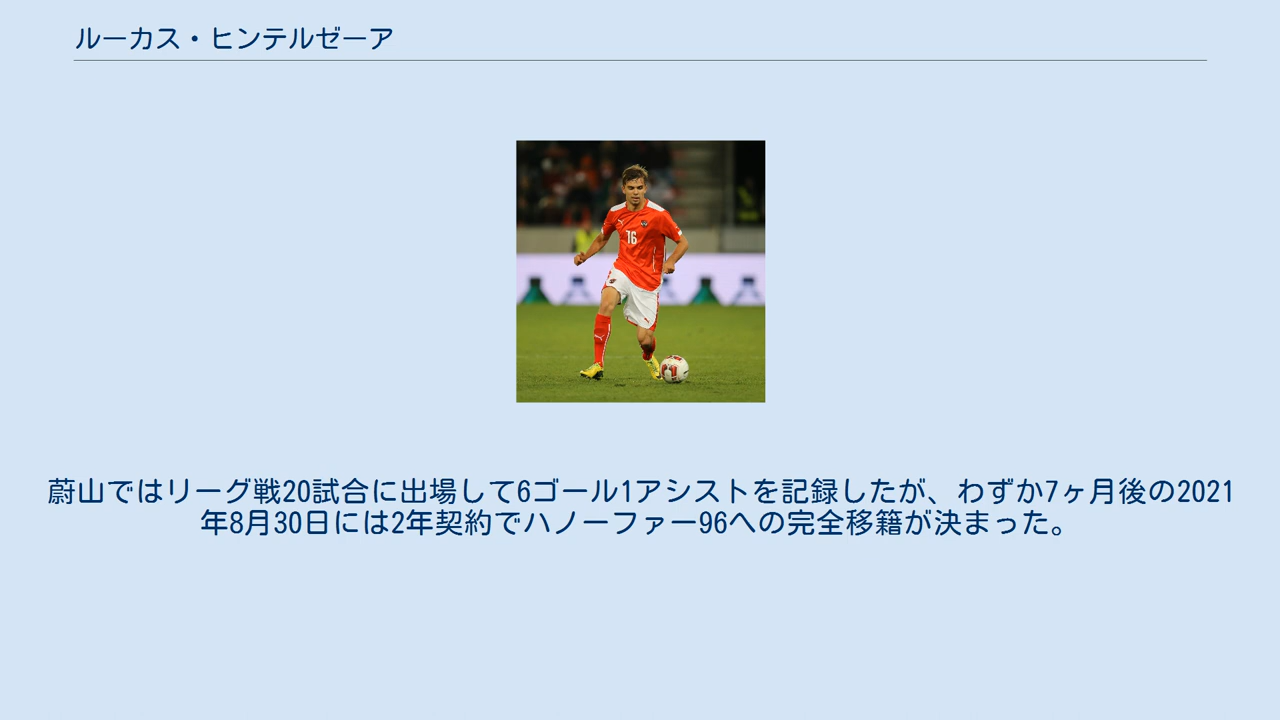 ルーカス・ヒンテルゼーア
16
蔚山ではリーグ戦20試合に出場して6ゴール1アシストを記録したが、わずか7ヶ月後の2021
年8月30日には2年契約でハノーファー96への完全移籍が決まった。